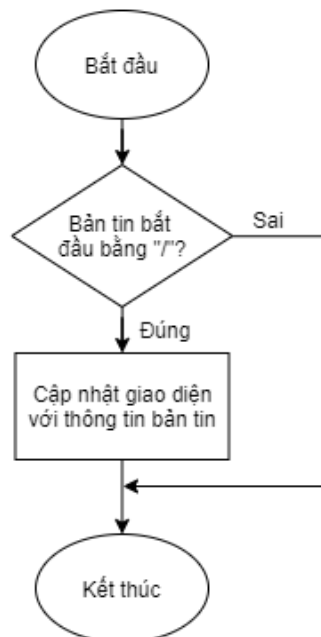 Bắt đầu
Bản tin bắt
đầu bằng "/"?
Sai
Đúng
Cập nhật giao diện
với thông tin bản tin
Kết thúc